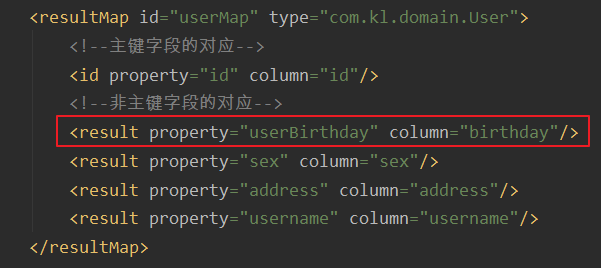 <resultMap id="userMap" type="com.kl.domain.User">
<!--主键字段的对应-->
<id property="id" column="id"/>
<!--非主键字段的对应-->
<result property="userBirthday" column="birthday"/>
<result property="sex" column="sex"/>
<result property="address" column="address"/>
<result property="username" column="username"/>
</resultMap>